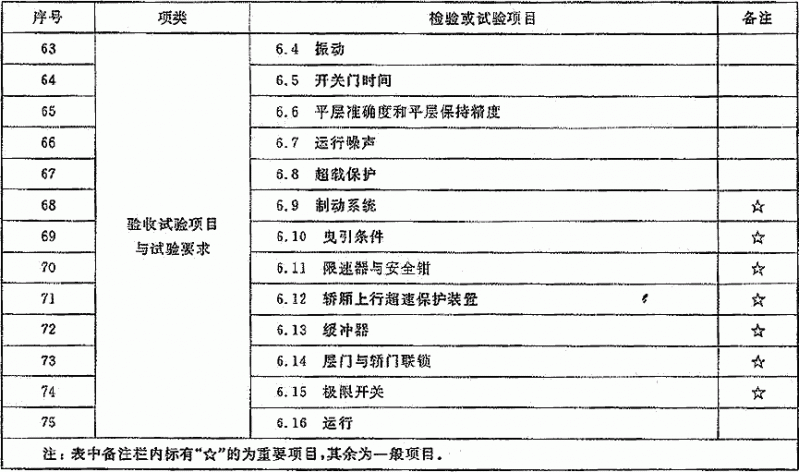 序号 项类 检验或试验项目 备注
63 6.4 振动
64 6.5 开关门时间
65 6.6 平层准确度和平层保持精度
66 6.7 运行噪声
67 6.8 超载保护
68 6.9 制动系统 ☆
验收试验项目
69 6.10 曳引条件 ☆
与试验要求
70 6.11 限速器与安全钳 ☆
71 6.12 轿厢上行超速保护装置 ☆
72 6.13 缓冲器 ☆
73 6.14 层门与轿门联锁 ☆
74 6.15 极限开关 ☆
75 6.16 运行
注：表中备注栏内标有“☆”的为重要项目，其余为一般项目．